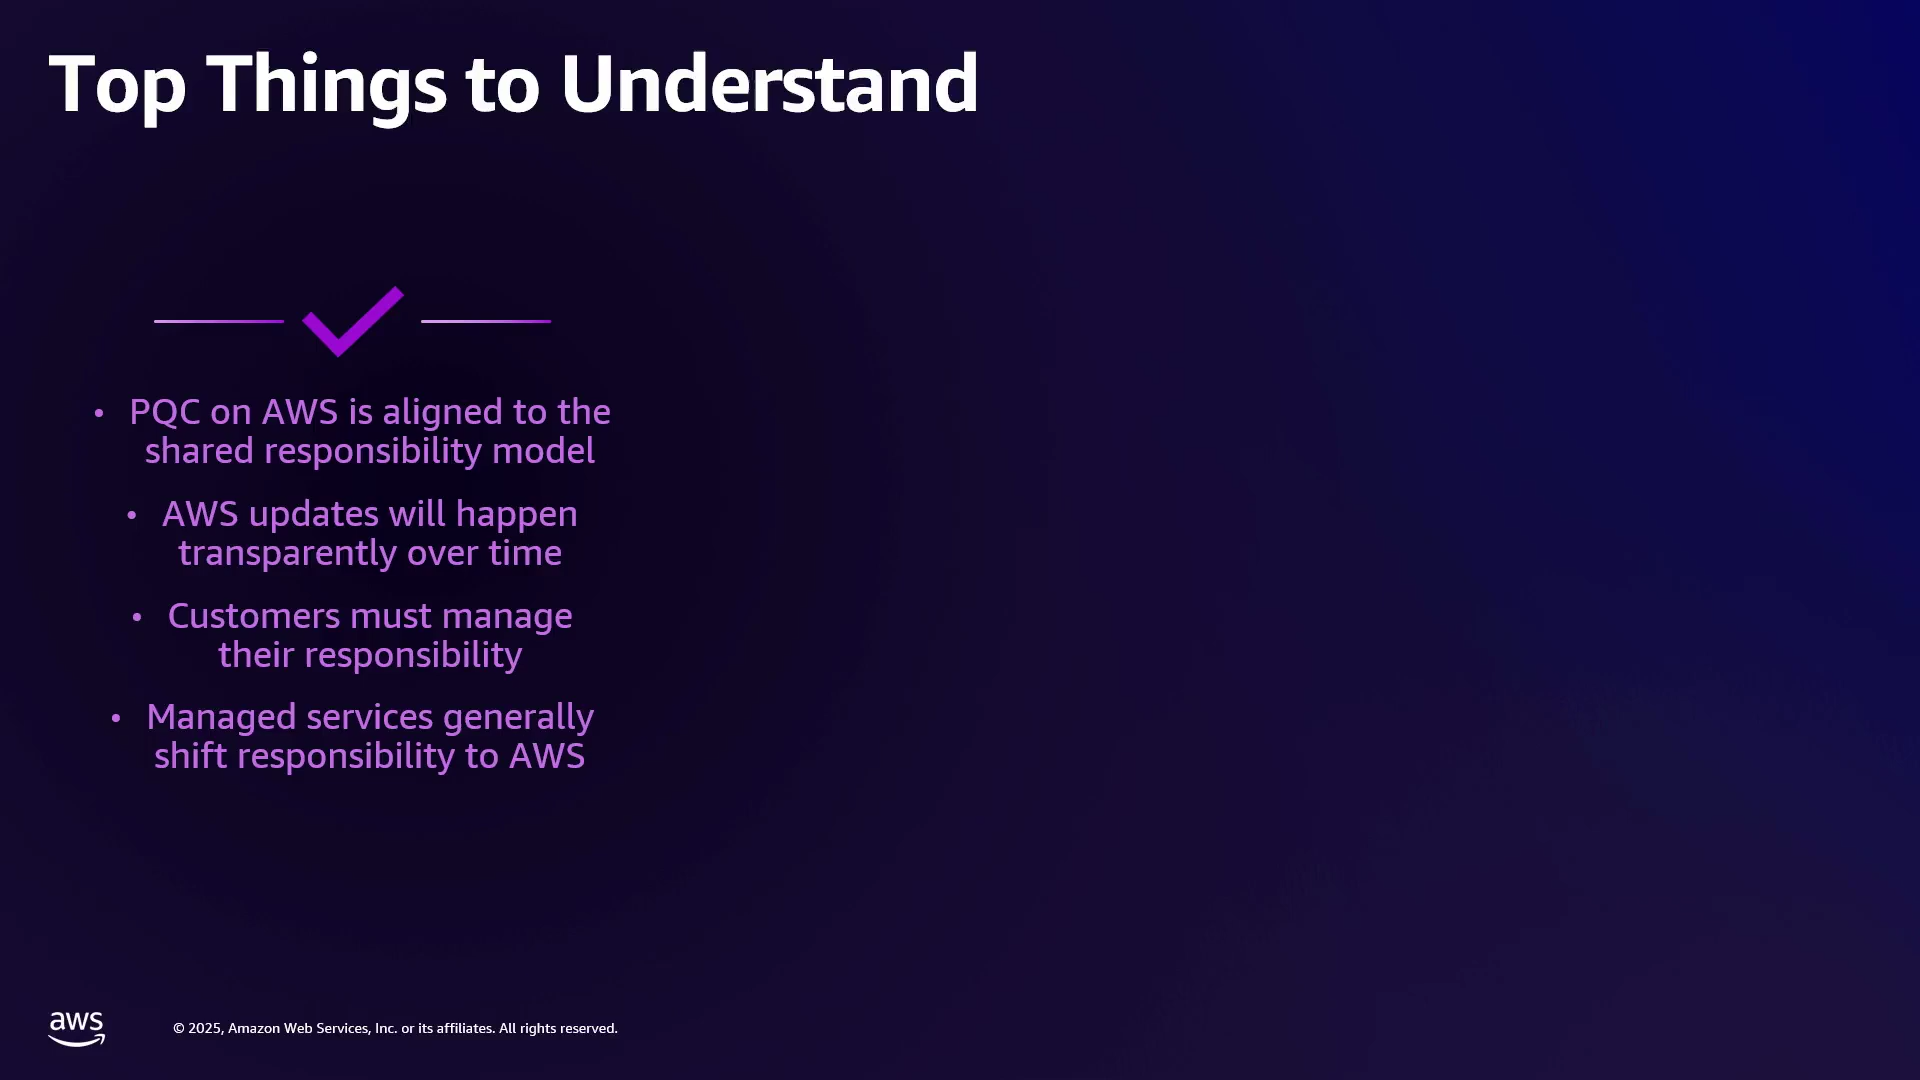 Top Things to Understand
• PQC on AWS is aligned to the
shared responsibility model
• AWS updates will happen
transparently over time
• Customers must manage
their responsibility
• Managed services generally
shift responsibility to AWS
aws
© 2025, Amazon Web Services, Inc. or its affiliates. All rights reserved.